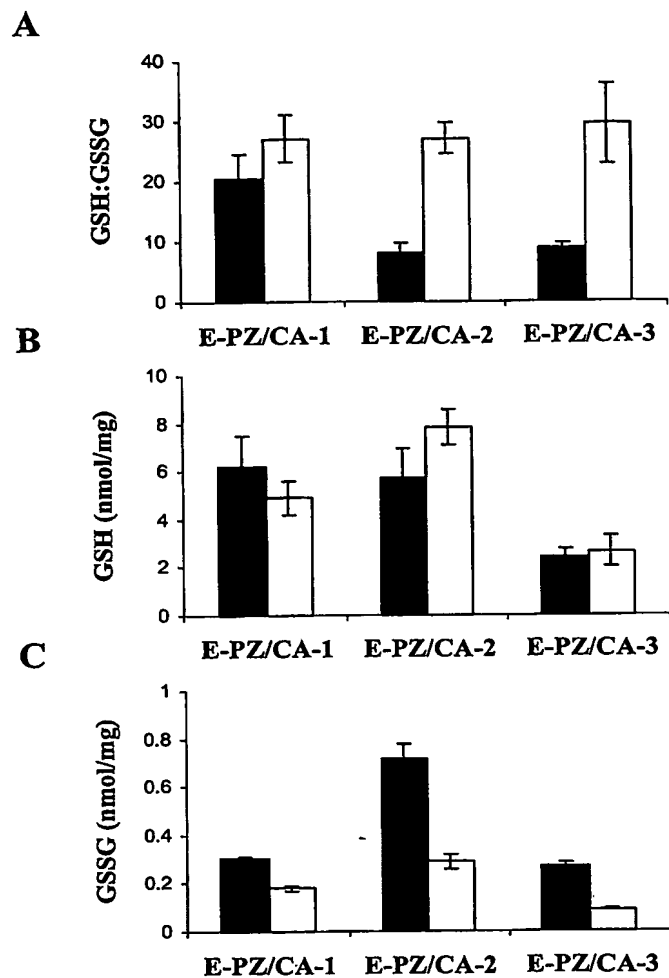 A
GSH:GSSG
40
30
20
10
0
E-PZ/CA-1 E-PZ/CA-2 E-PZ/CA-3
B
GSH (nmol/mg)
10
8
6
4
2
0
E-PZ/CA-1 E-PZ/CA-2 E-PZ/CA-3
C
GSSG (nmol/mg)
1
0.8
0.6
0.4
0.2
0
E-PZ/CA-1 E-PZ/CA-2 E-PZ/CA-3